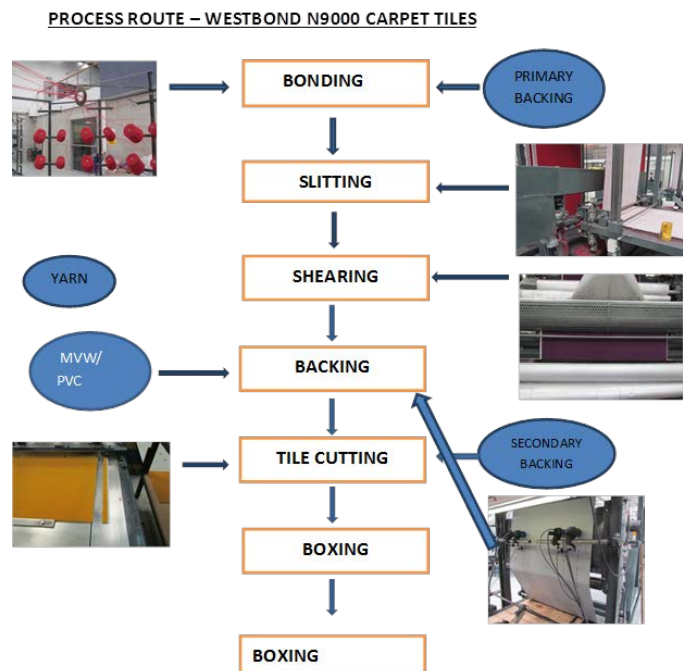 PROCESS ROUTE – WESTBOND N9000 CARPET TILES
BONDING
PRIMARY
BACKING
SLITTING
SHEARING
YARN
MVW/
PVC
BACKING
SECONDARY
BACKING
TILE CUTTING
BOXING
BOXING